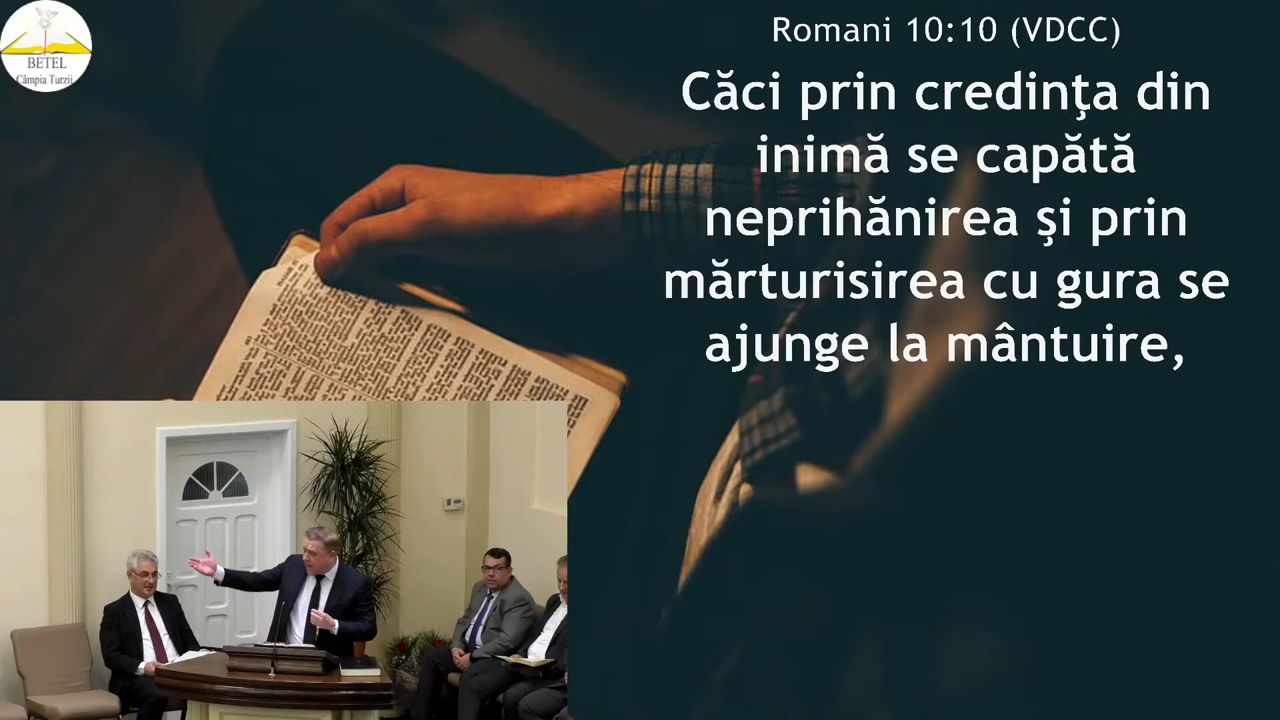 BETEL
Câmpia Turzii
Romani 10:10 (VDCC)
Căci prin credinţa din
inimă se capătă
neprihănirea şi prin
mărturisirea cu gura se
ajunge la mântuire,